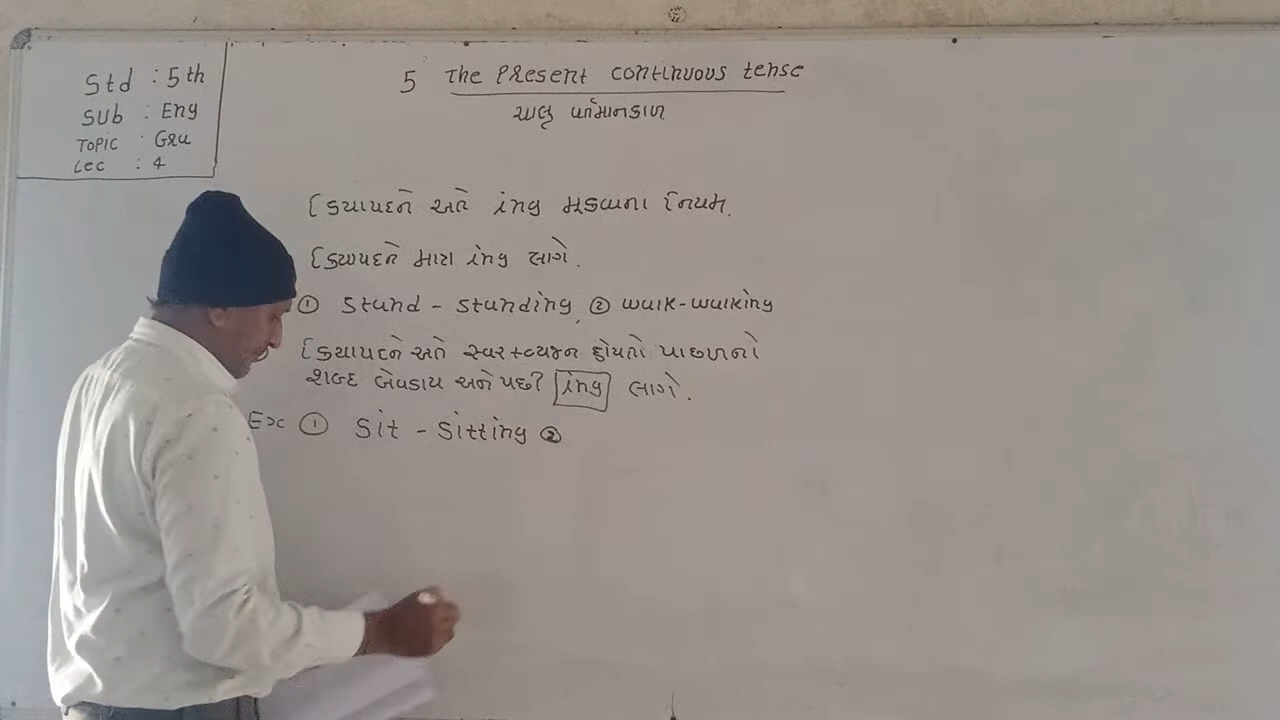 Std : 5th
Sub : Eng
Topic : Gra
Lec : 4
5 The Present continuous tense
ચાલુ વર્તમાનકાળ
ક્રિયાપદને અંતે ing મૂકવાના નિયમ.
ક્રિયાપદને માત્ર ing લાગે.
① Stand - Standing, ② walk - walking
ક્રિયાપદને અંતે સ્વર + વ્યંજન હોયતો પાછળનો
શબ્દ બેવડાય અને પછી ing લાગે.
Ex ① Sit - Sitting ②